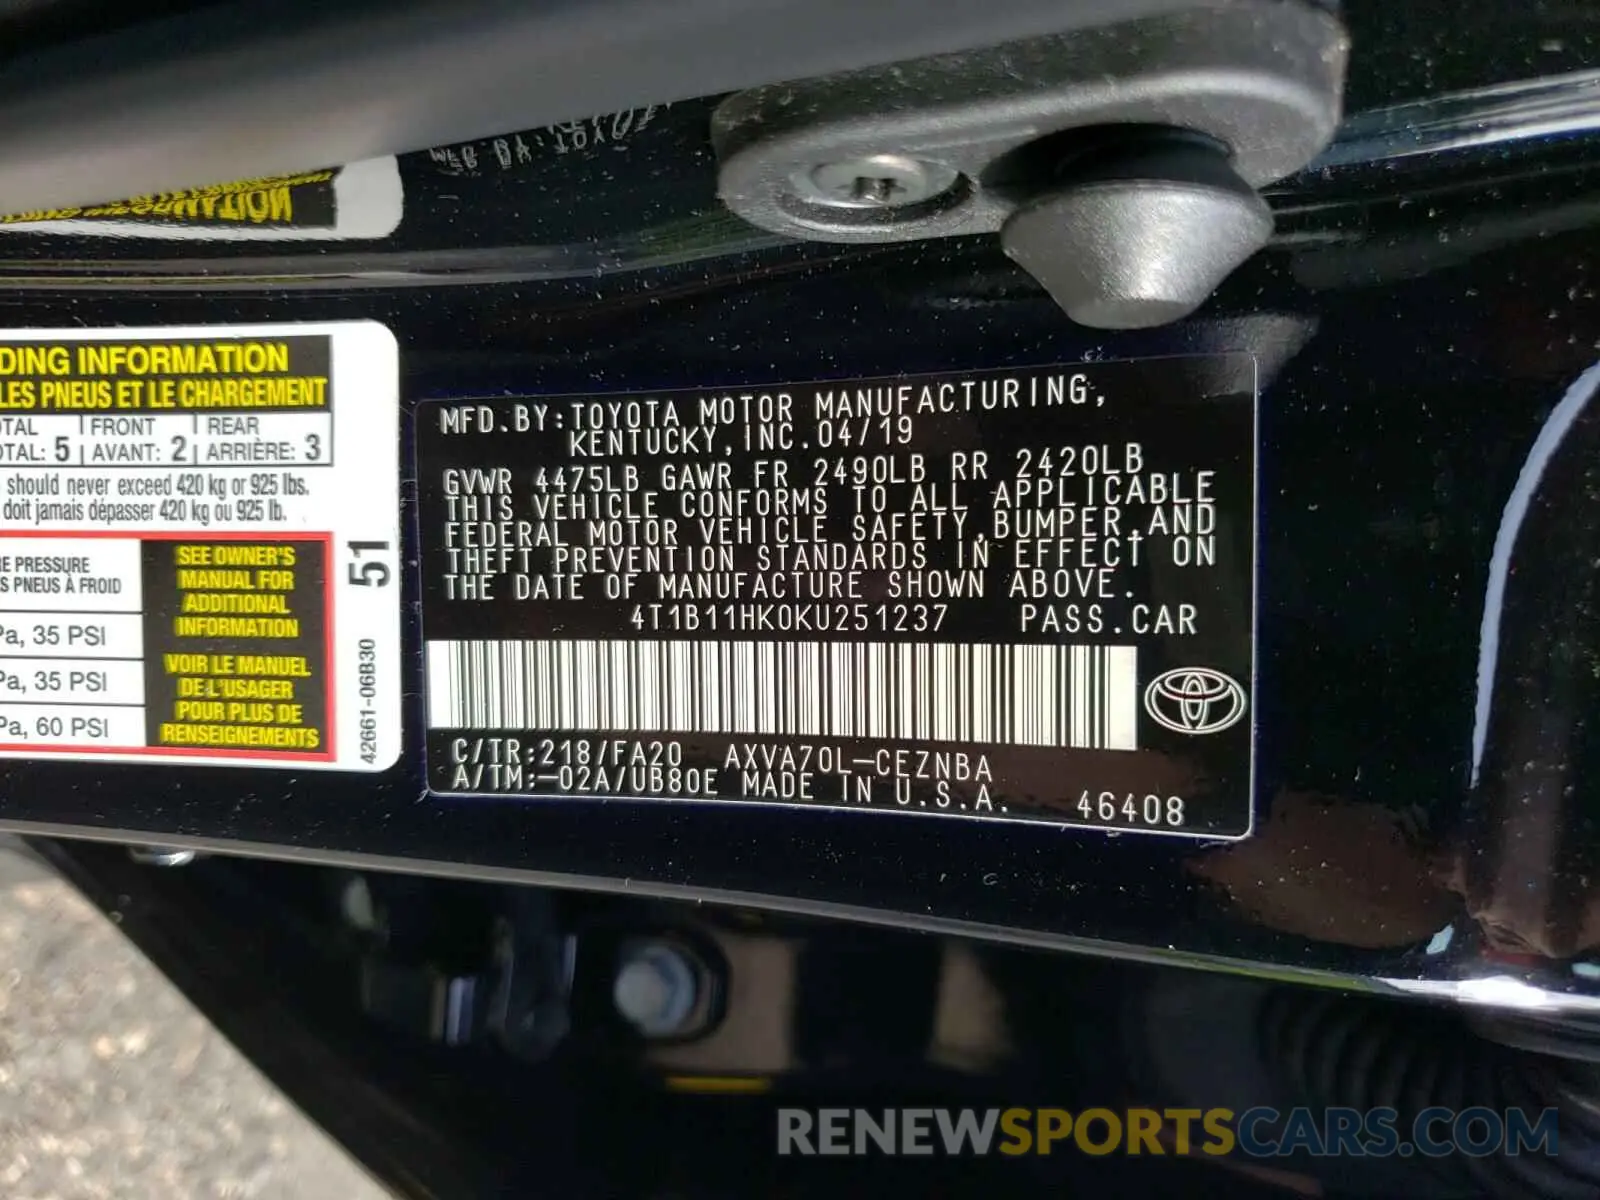 DING INFORMATION
LES PNEUS ET LE CHARGEMENT
TAL FRONT REAR
TAL: 5 AVANT: 2 ARRIÈRE: 3
should never exceed 420 kg or 925 lbs.
doit jamais dépasser 420 kg ou 925 lb.
RE PRESSURE
S PNEUS À FROID
Pa, 35 PSI
Pa, 35 PSI
Pa, 60 PSI
SEE OWNER'S
MANUAL FOR
ADDITIONAL
INFORMATION
VOIR LE MANUEL
DE L'USAGER
POUR PLUS DE
RENSEIGNEMENTS
51
42661-06B30
MFD.BY:TOYOTA MOTOR MANUFACTURING,
KENTUCKY,INC.04/19
GVWR 4475LB GAWR FR 2490LB RR 2420LB
THIS VEHICLE CONFORMS TO ALL APPLICABLE
FEDERAL MOTOR VEHICLE SAFETY,BUMPER,AND
THEFT PREVENTION STANDARDS IN EFFECT ON
THE DATE OF MANUFACTURE SHOWN ABOVE.
4T1B11HK0KU251237 PASS.CAR
C/TR:218/FA20 AXVA70L-CEZNBA
A/TM:-02A/UB80E MADE IN U.S.A. 46408
RENEWSPORTSCARS.COM